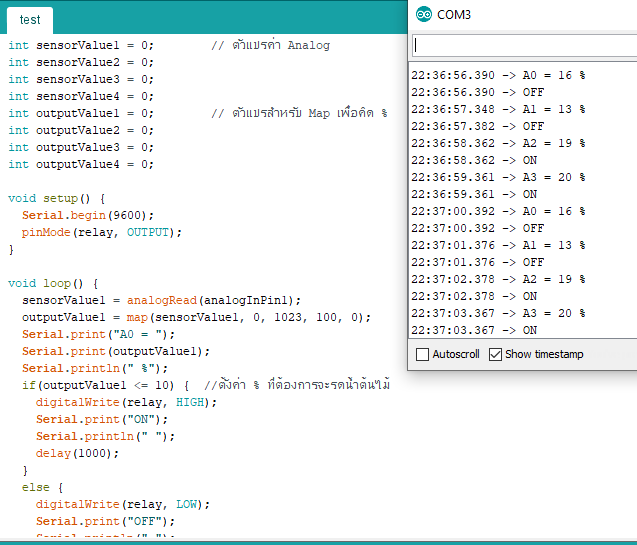 test
int sensorValue1 = 0;        // ตัวแปรค่า Analog
int sensorValue2 = 0;
int sensorValue3 = 0;
int sensorValue4 = 0;
int outputValue1 = 0;        // ตัวแปรสำหรับ Map เพื่อคิด %
int outputValue2 = 0;
int outputValue3 = 0;
int outputValue4 = 0;
void setup() {
  Serial.begin(9600);
  pinMode(relay, OUTPUT);
}
void loop() {
  sensorValue1 = analogRead(analogInPin1);
  outputValue1 = map(sensorValue1, 0, 1023, 100, 0);
  Serial.print("A0 = ");
  Serial.print(outputValue1);
  Serial.println(" %");
  if(outputValue1 <= 10) {  //ตั้งค่า % ที่ต้องการจะรดน้ำต้นไม้
    digitalWrite(relay, HIGH);
    Serial.print("ON");
    Serial.println(" ");
    delay(1000);
  }
  else {
    digitalWrite(relay, LOW);
    Serial.print("OFF");
    Serial.println(" ");
COM3
22:36:56.390 -> A0 = 16 %
22:36:56.390 -> OFF
22:36:57.348 -> A1 = 13 %
22:36:57.382 -> OFF
22:36:58.362 -> A2 = 19 %
22:36:58.362 -> ON
22:36:59.361 -> A3 = 20 %
22:36:59.361 -> ON
22:37:00.392 -> A0 = 16 %
22:37:00.392 -> OFF
22:37:01.376 -> A1 = 13 %
22:37:01.376 -> OFF
22:37:02.378 -> A2 = 19 %
22:37:02.378 -> ON
22:37:03.367 -> A3 = 20 %
22:37:03.367 -> ON
Autoscroll Show timestamp